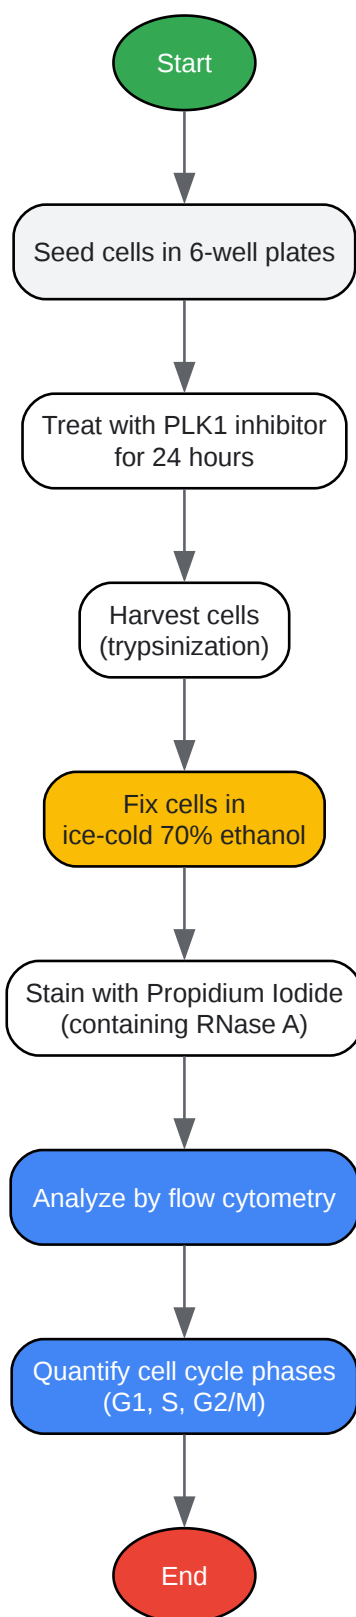 Start
Seed cells in 6-well plates
Treat with PLK1 inhibitor
for 24 hours
Harvest cells
(trypsinization)
Fix cells in
ice-cold 70% ethanol
Stain with Propidium Iodide
(containing RNase A)
Analyze by flow cytometry
Quantify cell cycle phases
(G1, S, G2/M)
End